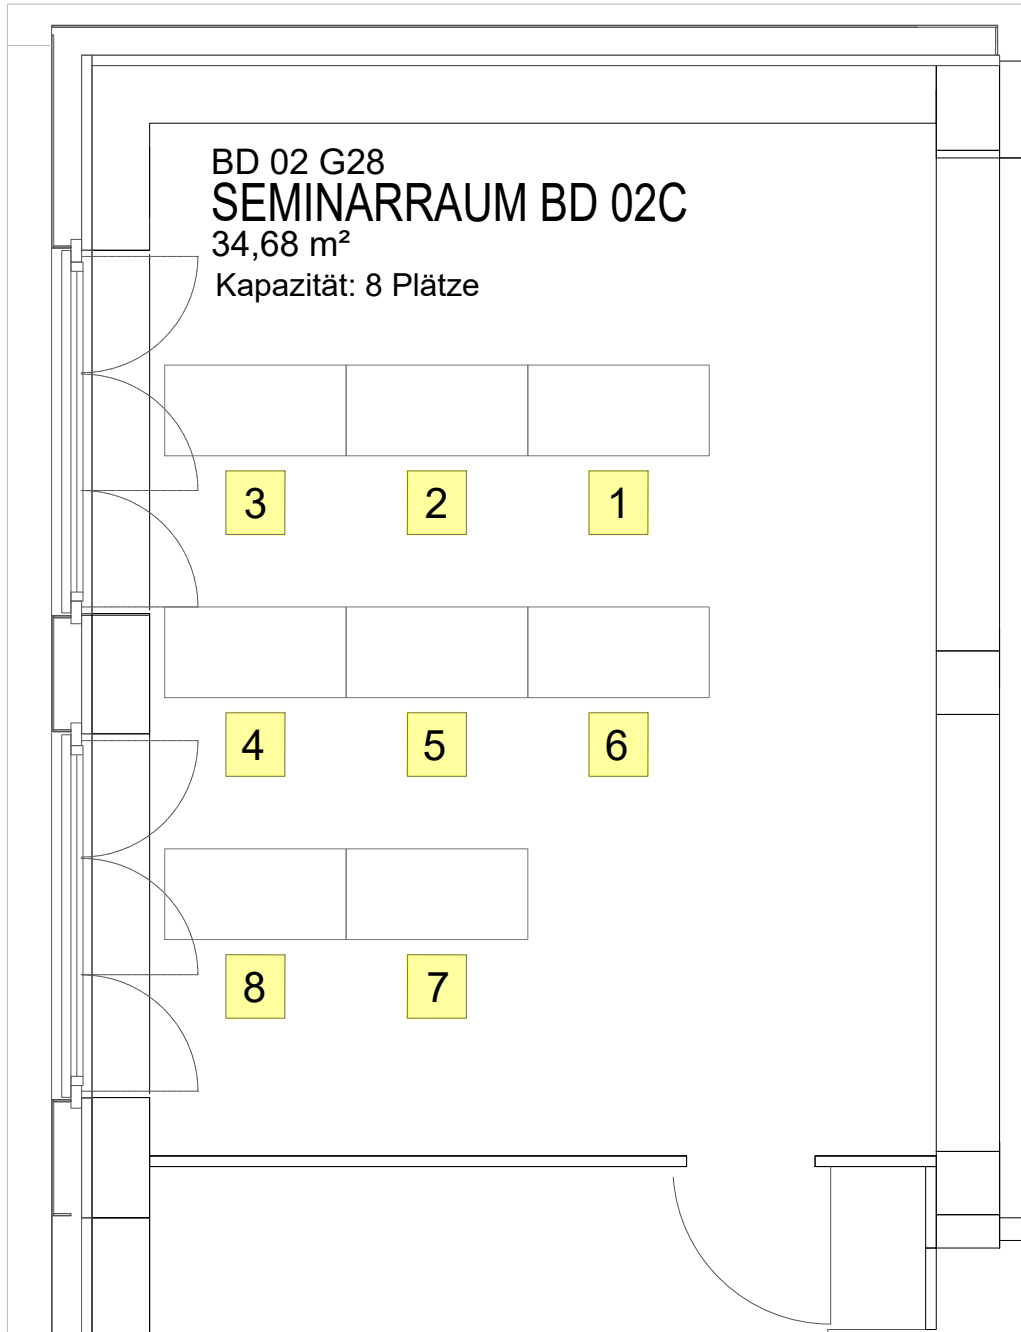 BD 02 G28
SEMINARRAUM BD 02C
34,68 m²
Kapazität: 8 Plätze
3 2 1
4 5 6
8 7